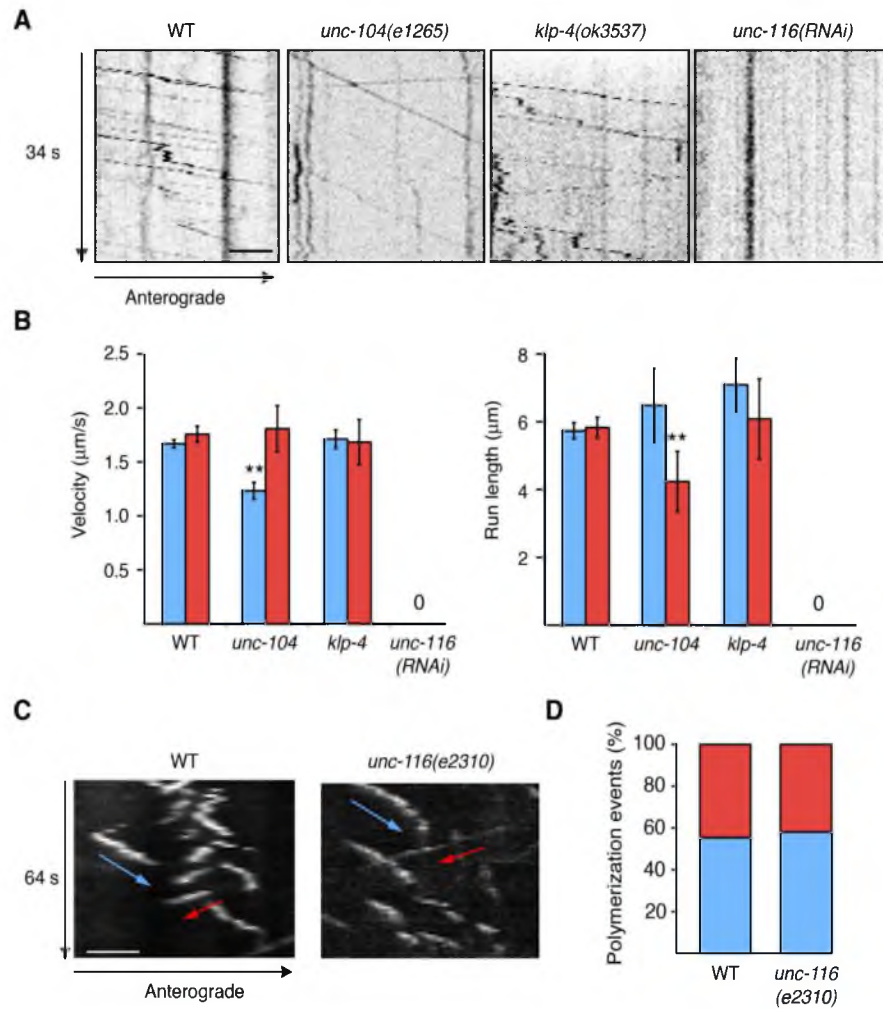 A
WT
unc-104(e1265)
klp-4(ok3537)
unc-116(RNAi)
34 s
Anterograde
B
2.5
2.0
1.5
1.0
0.5
Velocity (µm/s)
**
0
WT
unc-104
klp-4
unc-116
(RNAi)
8
6
4
2
Run length (µm)
**
0
WT
unc-104
klp-4
unc-116
(RNAi)
C
WT
unc-116(e2310)
64 s
Anterograde
D
100
80
60
40
20
Polymerization events (%)
WT
unc-116
(e2310)